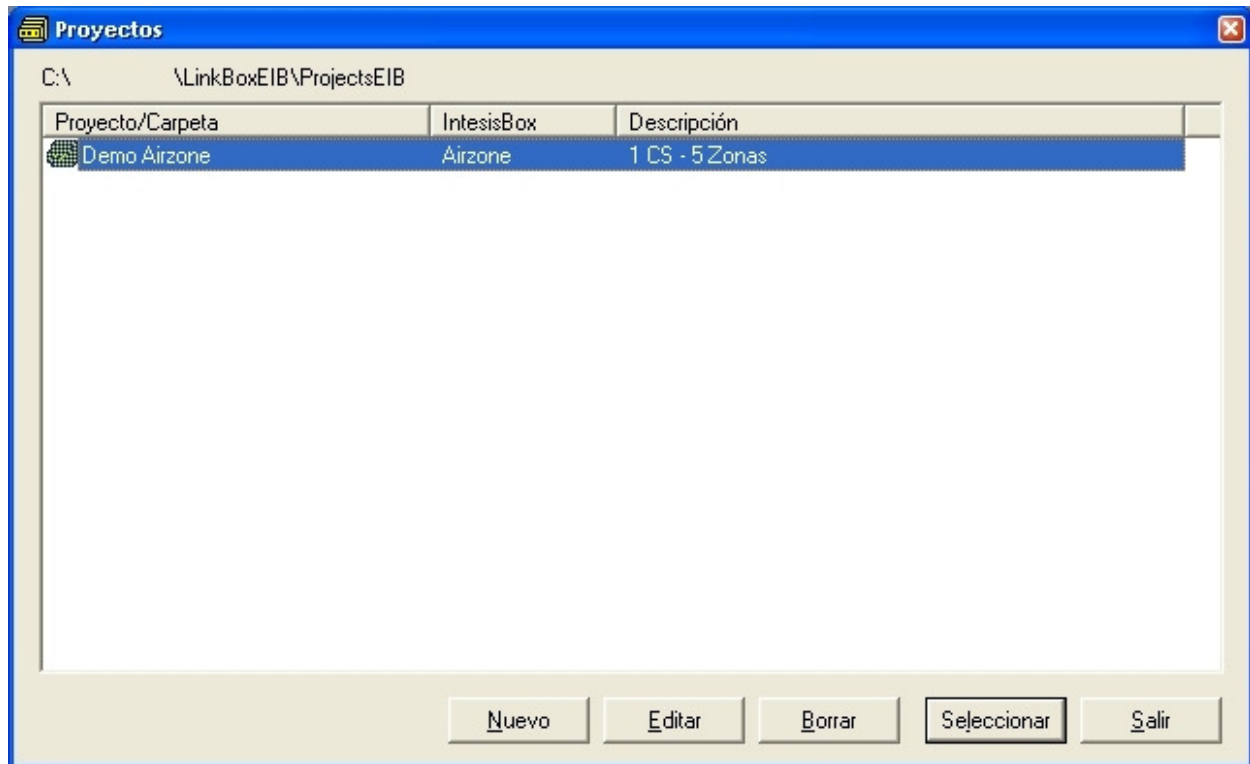 Proyectos
C:\ \LinkBoxEIB\ProjectsEIB
Proyecto/Carpeta IntesisBox Descripción
Demo Airzone Airzone 1 CS - 5 Zonas
Nuevo Editar Borrar Seleccionar Salir